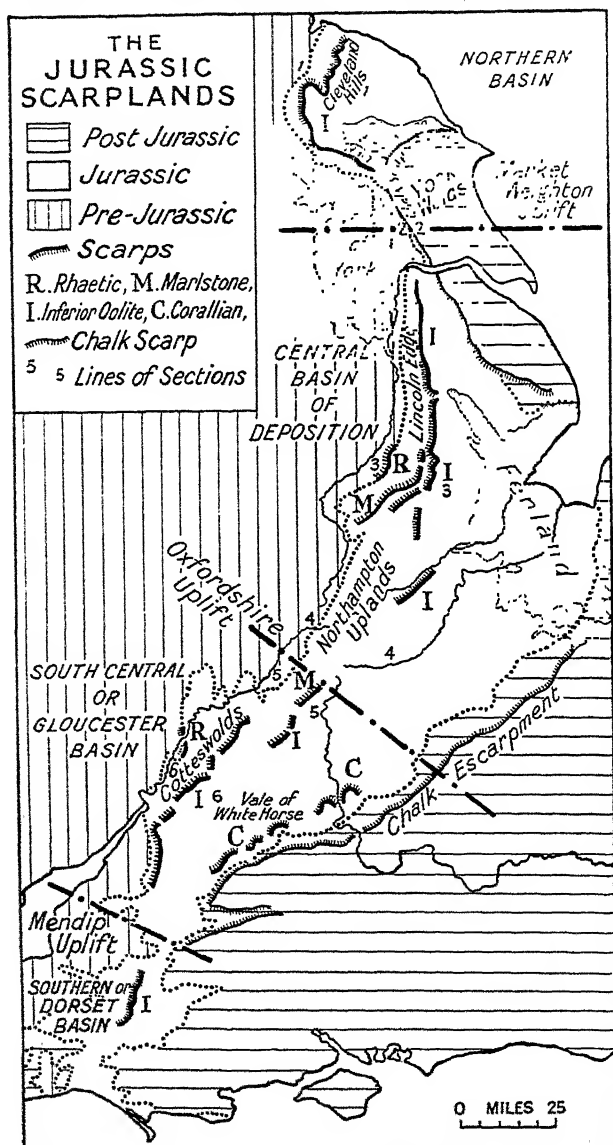 THE
JURASSIC
SCARPLANDS
Post Jurassic
Jurassic
Pre-Jurassic
Scarps
R. Rhaetic, M. Marlstone,
I. Inferior Oolite, C. Corallian,
Chalk Scarp
5 5 Lines of Sections
NORTHERN
BASIN
Cleveland
Hills
I
Market
Weighton
Uplift
York
2 2
CENTRAL
BASIN
OF
DEPOSITION
Lincoln Edge
I
3 R
I
3
M
Oxfordshire
Uplift
Northampton
Uplands
I
4
4
5
M
5
SOUTH CENTRAL
OR
GLOUCESTER
BASIN
R
Cotteswolds
I
6
I 6
C
Vale of
White Horse
C
Chalk Escarpment
Mendip
Uplift
SOUTHERN OR
DORSET
BASIN
I
0 MILES 25